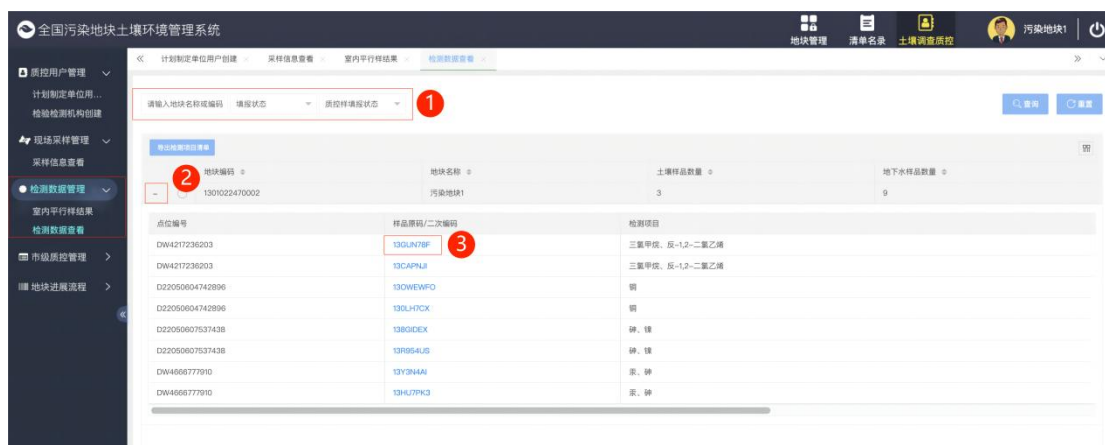 全国污染地块土壤环境管理系统
地块管理 清单名录 土壤调查质控 污染地块1
质控用户管理
计划制定单位用...
检验检测机构创建
现场采样管理
采样信息查看
检测数据管理
室内平行样结果
检测数据查看
市级质控管理
地块进展流程
计划制定单位用户创建 采样信息查看 室内平行样结果 检测数据查看
请输入地块名称或编码 填报状态 质控样填报状态 1 查询 重置
导出检测项目清单
2 地块编码 地块名称 土壤样品数量 地下水样品数量
1301022470002 污染地块1 3 9
点位编号 样品原码/二次编码 检测项目
DW4217236203 13GUN78F 3 三氯甲烷、反-1,2-二氯乙烯
DW4217236203 13CAPNJI 三氯甲烷、反-1,2-二氯乙烯
D22050604742896 13OWEWFO 铜
D22050604742896 130LH7CX 铜
D22050607537438 138GIDEX 砷、镍
D22050607537438 13R954US 砷、镍
DW4666777910 13Y3N4AI 汞、砷
DW4666777910 13HU7PK3 汞、砷